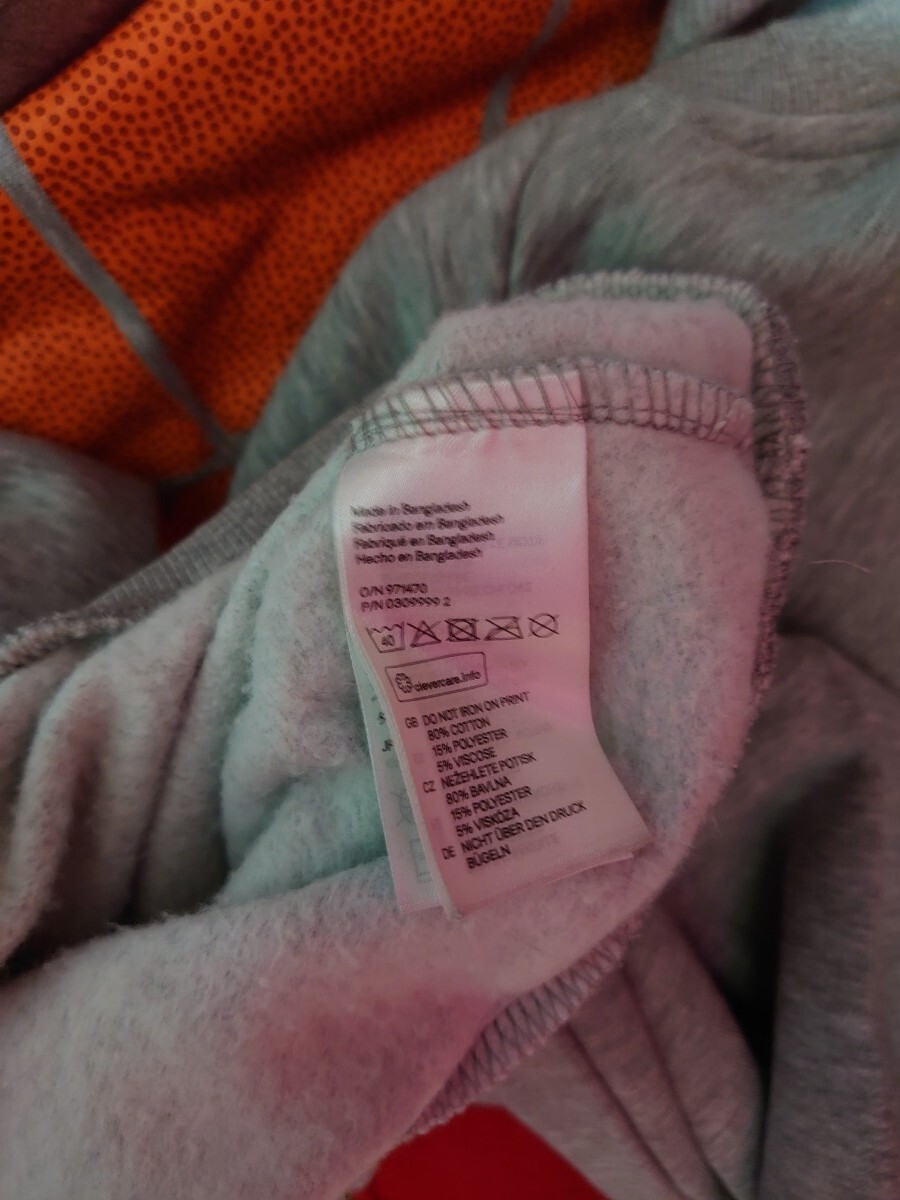 Made in Bangladesh
Fabricado em Bangladesh
Fabriqué en Bangladesh
Hecho en Bangladesh
O/N 971470
P/N 0309999 2
40
clevercare.info
GB DO NOT IRON ON PRINT
80% COTTON
15% POLYESTER
5% VISCOSE
CZ NEŽEHLETE POTISK
80% BAVLNA
15% POLYESTER
5% VISKÓZA
DE NICHT ÜBER DEN DRUCK
BÜGELN